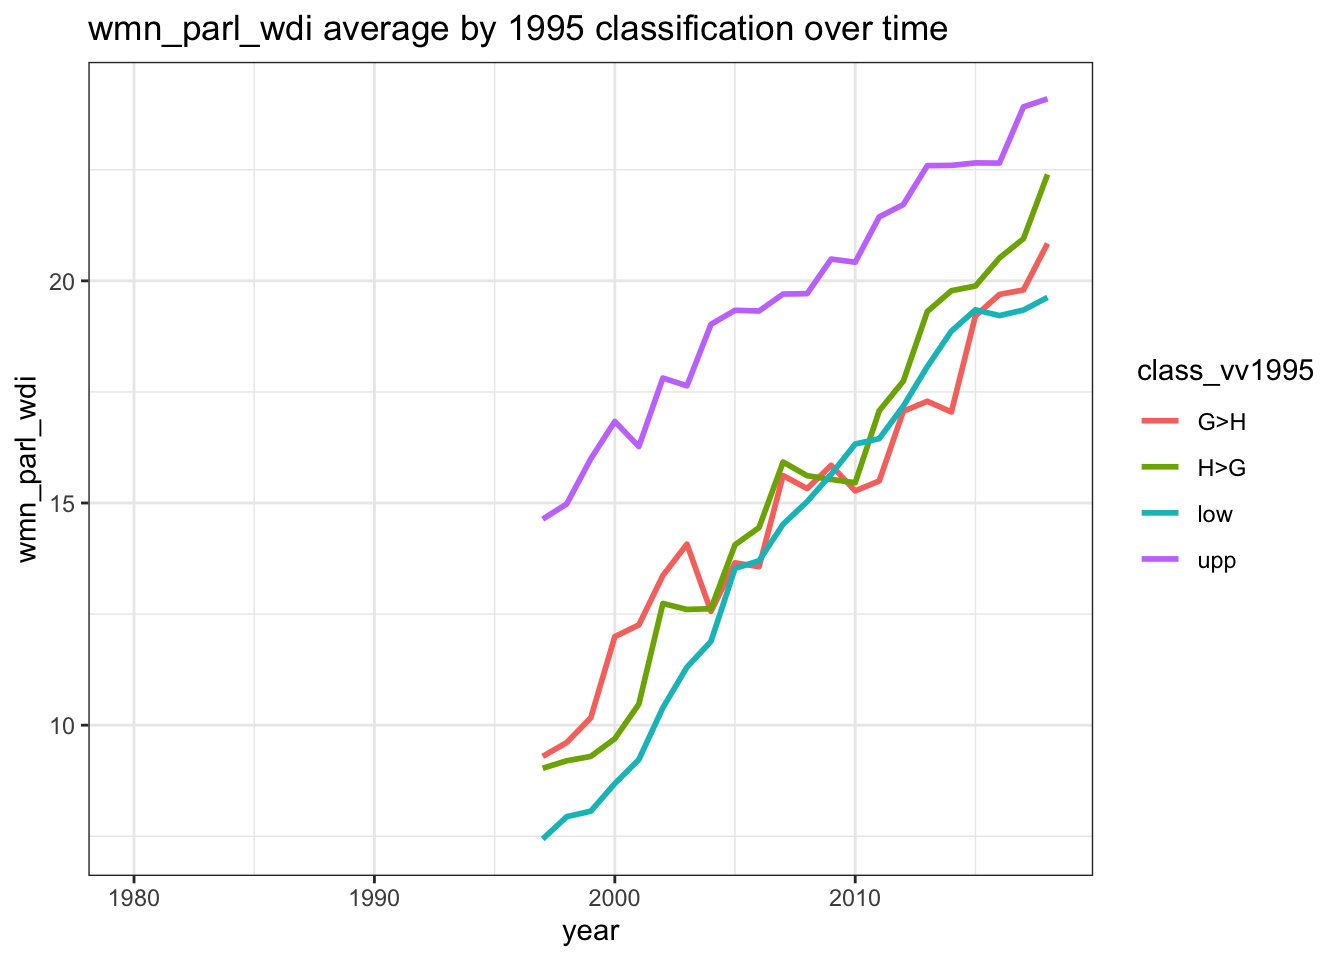 wmn_parl_wdi average by 1995 classification over time
wmn_parl_wdi
20
15
10
1980 1990 2000 2010
year
class_vv1995
G>H
H>G
low
upp